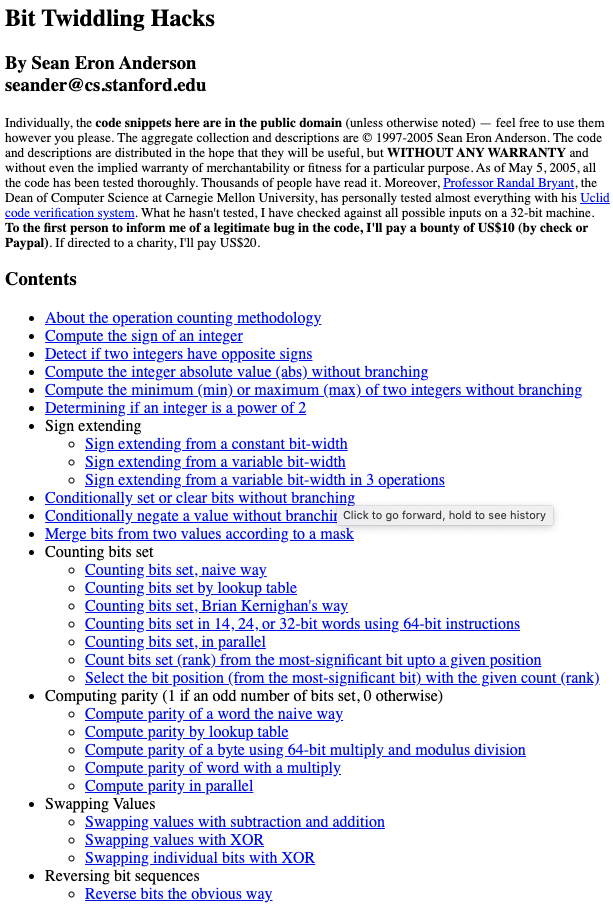 Bit Twiddling Hacks
By Sean Eron Anderson
seander@cs.stanford.edu
Individually, the code snippets here are in the public domain (unless otherwise noted) — feel free to use them
however you please. The aggregate collection and descriptions are © 1997-2005 Sean Eron Anderson. The code
and descriptions are distributed in the hope that they will be useful, but WITHOUT ANY WARRANTY and
without even the implied warranty of merchantability or fitness for a particular purpose. As of May 5, 2005, all
the code has been tested thoroughly. Thousands of people have read it. Moreover, Professor Randal Bryant, the
Dean of Computer Science at Carnegie Mellon University, has personally tested almost everything with his Uclid
code verification system. What he hasn't tested, I have checked against all possible inputs on a 32-bit machine.
To the first person to inform me of a legitimate bug in the code, I'll pay a bounty of US$10 (by check or
Paypal). If directed to a charity, I'll pay US$20.
Contents
• About the operation counting methodology
• Compute the sign of an integer
• Detect if two integers have opposite signs
• Compute the integer absolute value (abs) without branching
• Compute the minimum (min) or maximum (max) of two integers without branching
• Determining if an integer is a power of 2
• Sign extending
◦ Sign extending from a constant bit-width
◦ Sign extending from a variable bit-width
◦ Sign extending from a variable bit-width in 3 operations
• Conditionally set or clear bits without branching
• Conditionally negate a value without branchin Click to go forward, hold to see history
• Merge bits from two values according to a mask
• Counting bits set
◦ Counting bits set, naive way
◦ Counting bits set by lookup table
◦ Counting bits set, Brian Kernighan's way
◦ Counting bits set in 14, 24, or 32-bit words using 64-bit instructions
◦ Counting bits set, in parallel
◦ Count bits set (rank) from the most-significant bit upto a given position
◦ Select the bit position (from the most-significant bit) with the given count (rank)
• Computing parity (1 if an odd number of bits set, 0 otherwise)
◦ Compute parity of a word the naive way
◦ Compute parity by lookup table
◦ Compute parity of a byte using 64-bit multiply and modulus division
◦ Compute parity of word with a multiply
◦ Compute parity in parallel
• Swapping Values
◦ Swapping values with subtraction and addition
◦ Swapping values with XOR
◦ Swapping individual bits with XOR
• Reversing bit sequences
◦ Reverse bits the obvious way